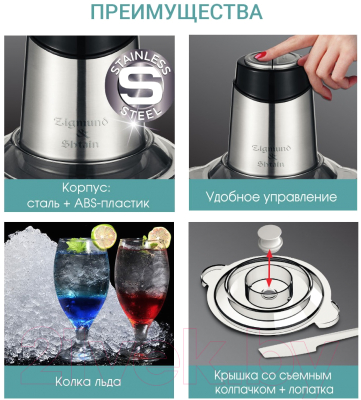 ПРЕИМУЩЕСТВА
STAINLESS
S
STEEL
Zigmund
&
Shtain
Корпус:
сталь + ABS-пластик
Zigmund
&
Shtain
Удобное управление
Колка льда
Крышка со съемным
колпачком + лопатка